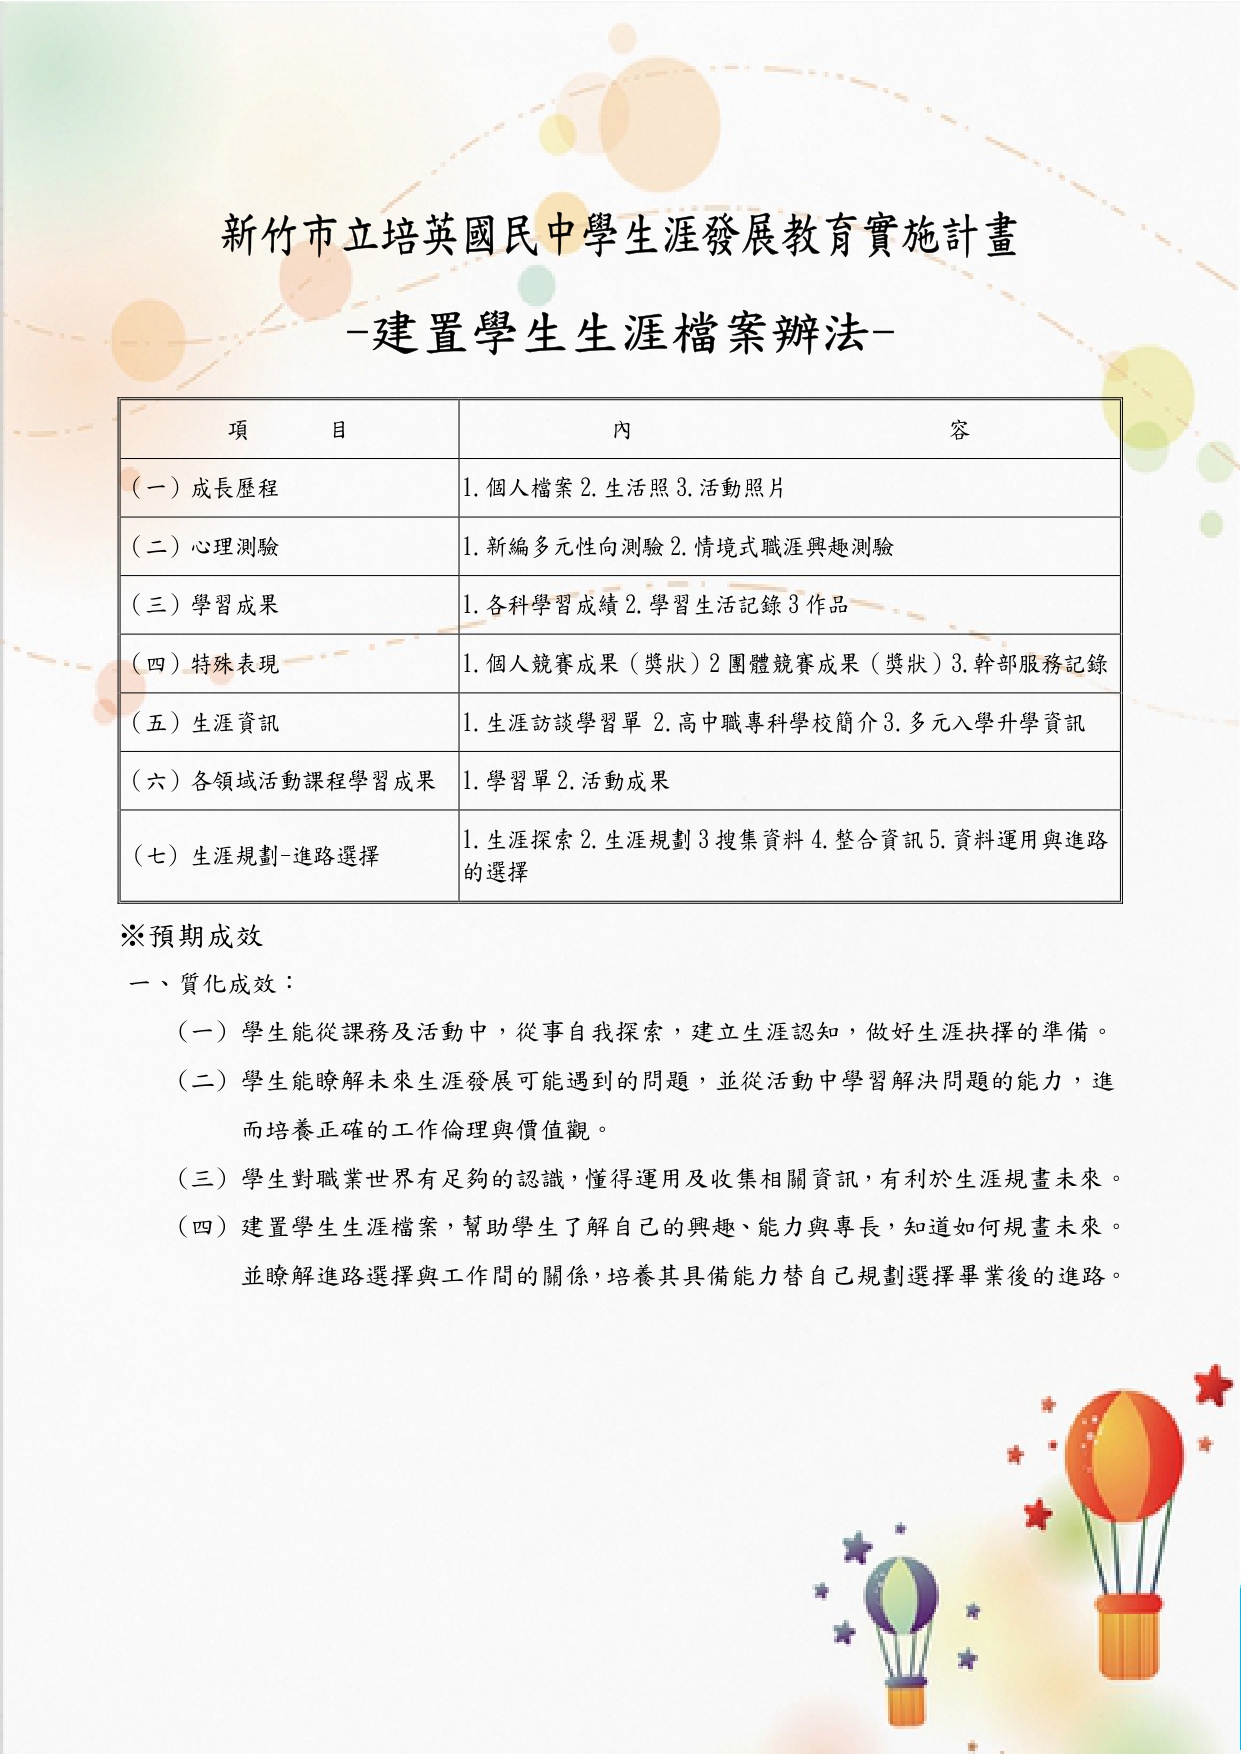 新竹市立培英國民中學生涯發展教育實施計畫
-建置學生生涯檔案辦法-
項 目 內 容
（一）成長歷程 1.個人檔案2.生活照3.活動照片
（二）心理測驗 1.新編多元性向測驗2.情境式職涯興趣測驗
（三）學習成果 1.各科學習成績2.學習生活記錄3作品
（四）特殊表現 1.個人競賽成果（獎狀）2團體競賽成果（獎狀）3.幹部服務記錄
（五）生涯資訊 1.生涯訪談學習單 2.高中職專科學校簡介3.多元入學升學資訊
（六）各領域活動課程學習成果 1.學習單2.活動成果
（七）生涯規劃-進路選擇 1.生涯探索2.生涯規劃3搜集資料4.整合資訊5.資料運用與進路
的選擇
※預期成效
一、質化成效：
（一）學生能從課務及活動中，從事自我探索，建立生涯認知，做好生涯抉擇的準備。
（二）學生能瞭解未來生涯發展可能遇到的問題，並從活動中學習解決問題的能力，進
而培養正確的工作倫理與價值觀。
（三）學生對職業世界有足夠的認識，懂得運用及收集相關資訊，有利於生涯規畫未來。
（四）建置學生生涯檔案，幫助學生了解自己的興趣、能力與專長，知道如何規畫未來。
並瞭解進路選擇與工作間的關係，培養其具備能力替自己規劃選擇畢業後的進路。